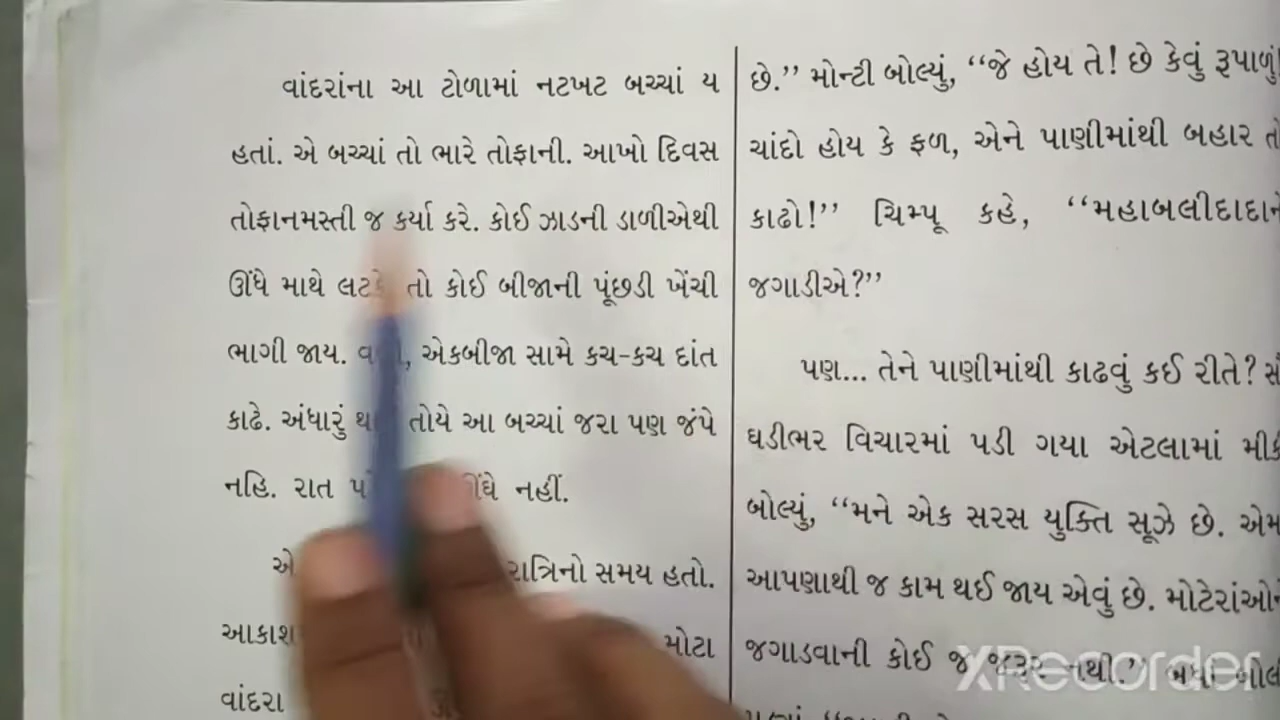 વાંદરાંના આ ટોળામાં નટખટ બચ્ચાં ય
હતાં. એ બચ્ચાં તો ભારે તોફાની. આખો દિવસ
તોફાનમસ્તી જ કર્યા કરે. કોઈ ઝાડની ડાળીએથી
ઊંધે માથે લટકે તો કોઈ બીજાની પૂંછડી ખેંચી
ભાગી જાય. એકબીજા સામે કચ-કચ દાંત
કાઢે. અંધારું તોયે આ બચ્ચાં જરા પણ જંપે
નહિ. રાત નહીં.
રાત્રિનો સમય હતો.
મોટા
વાંદરા
છે.” મોન્ટી બોલ્યું, “જે હોય તે! છે કેવું રૂપાળું!
ચાંદો હોય કે ફળ, એને પાણીમાંથી બહાર
કાઢો!” ચિમ્પૂ કહે, “મહાબલીદાદાને
જગાડીએ?”
પણ... તેને પાણીમાંથી કાઢવું કઈ રીતે?
ઘડીભર વિચારમાં પડી ગયા એટલામાં
બોલ્યું, “મને એક સરસ યુક્તિ સૂઝે છે.
આપણાથી જ કામ થઈ જાય એવું છે.
જગાડવાની કોઈ જ જરૂર નથી.”
XRecorder